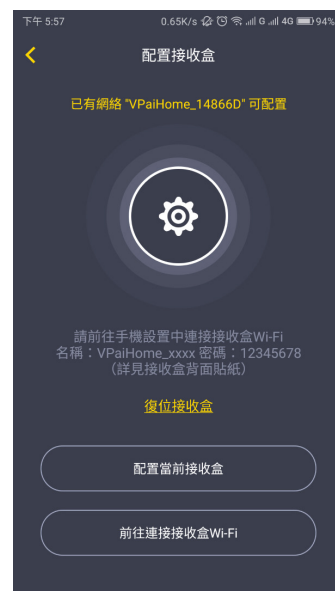 下午 5:57
0.65K/s G 4G 94%
配置接收盒
已有網絡 "VPaiHome_14866D" 可配置
請前往手機設置中連接接收盒Wi-Fi
名稱：VPaiHome_xxxx 密碼：12345678
（詳見接收盒背面貼紙）
復位接收盒
配置當前接收盒
前往連接接收盒Wi-Fi